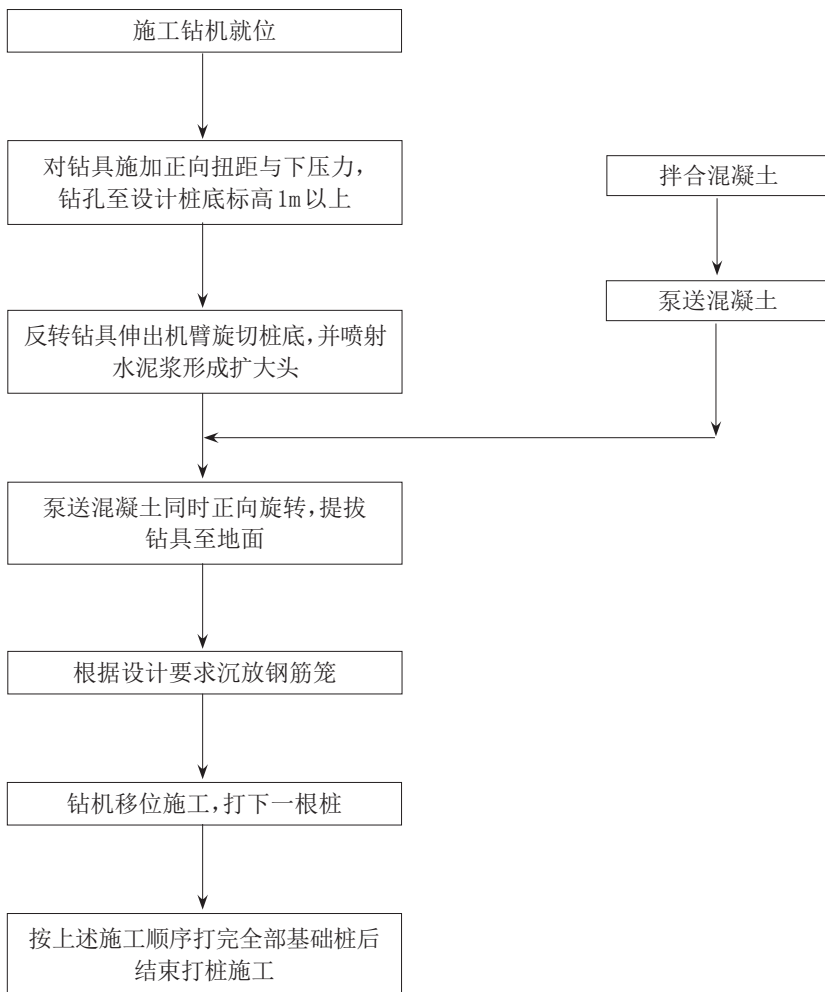 施工钻机就位
对钻具施加正向扭距与下压力，
钻孔至设计桩底标高1m以上
反转钻具伸出机臂旋切桩底，并喷射
水泥浆形成扩大头
拌合混凝土
泵送混凝土
泵送混凝土同时正向旋转，提拔
钻具至地面
根据设计要求沉放钢筋笼
钻机移位施工，打下一根桩
按上述施工顺序打完全部基础桩后
结束打桩施工